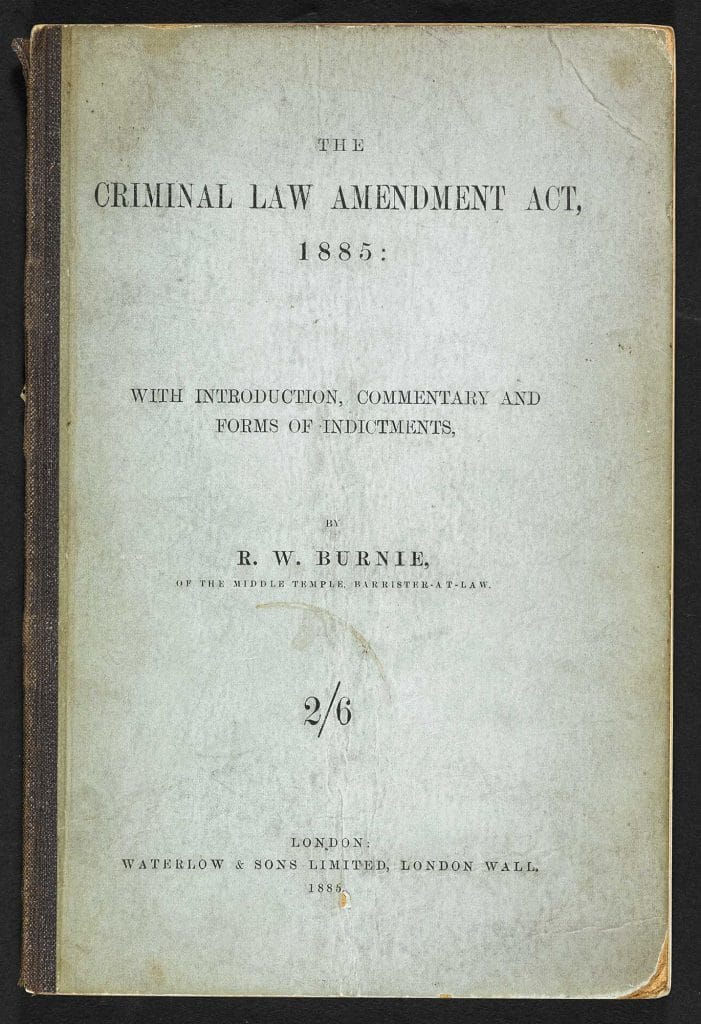 THE
CRIMINAL LAW AMENDMENT ACT,
1885:
WITH INTRODUCTION, COMMENTARY AND
FORMS OF INDICTMENTS,
BY
R. W. BURNIE,
OF THE MIDDLE TEMPLE, BARRISTER-AT-LAW.
2/6
LONDON:
WATERLOW & SONS LIMITED, LONDON WALL.
1885.